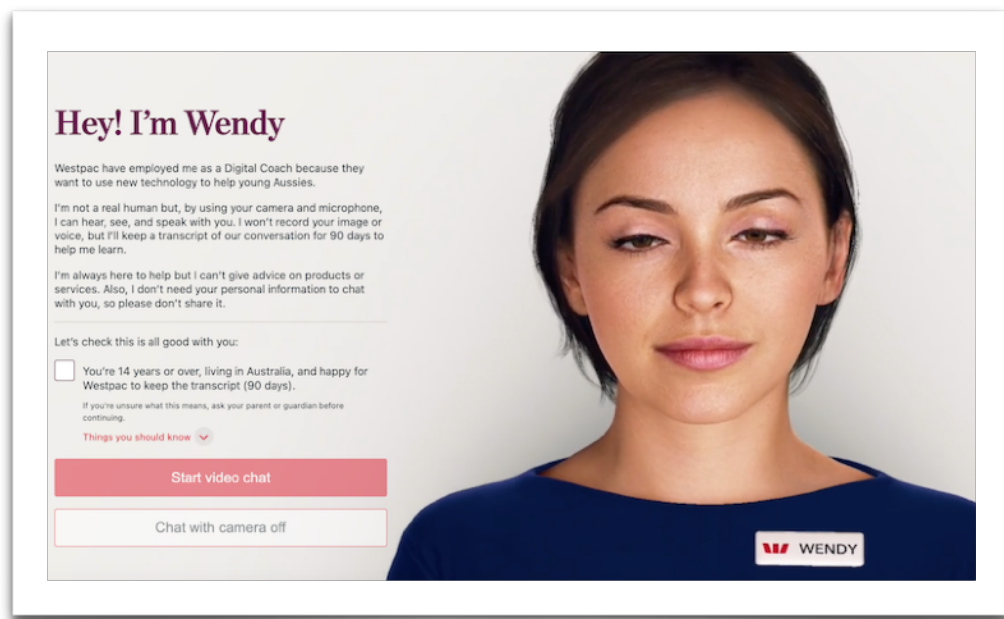 Hey! I'm Wendy
Westpac have employed me as a Digital Coach because they
want to use new technology to help young Aussies.
I'm not a real human but, by using your camera and microphone,
I can hear, see, and speak with you. I won't record your image or
voice, but I'll keep a transcript of our conversation for 90 days to
help me learn.
I'm always here to help but I can't give advice on products or
services. Also, I don't need your personal information to chat
with you, so please don't share it.
Let's check this is all good with you:
You're 14 years or over, living in Australia, and happy for
Westpac to keep the transcript (90 days).
If you're unsure what this means, ask your parent or guardian before
continuing.
Things you should know
Start video chat
Chat with camera off
WENDY